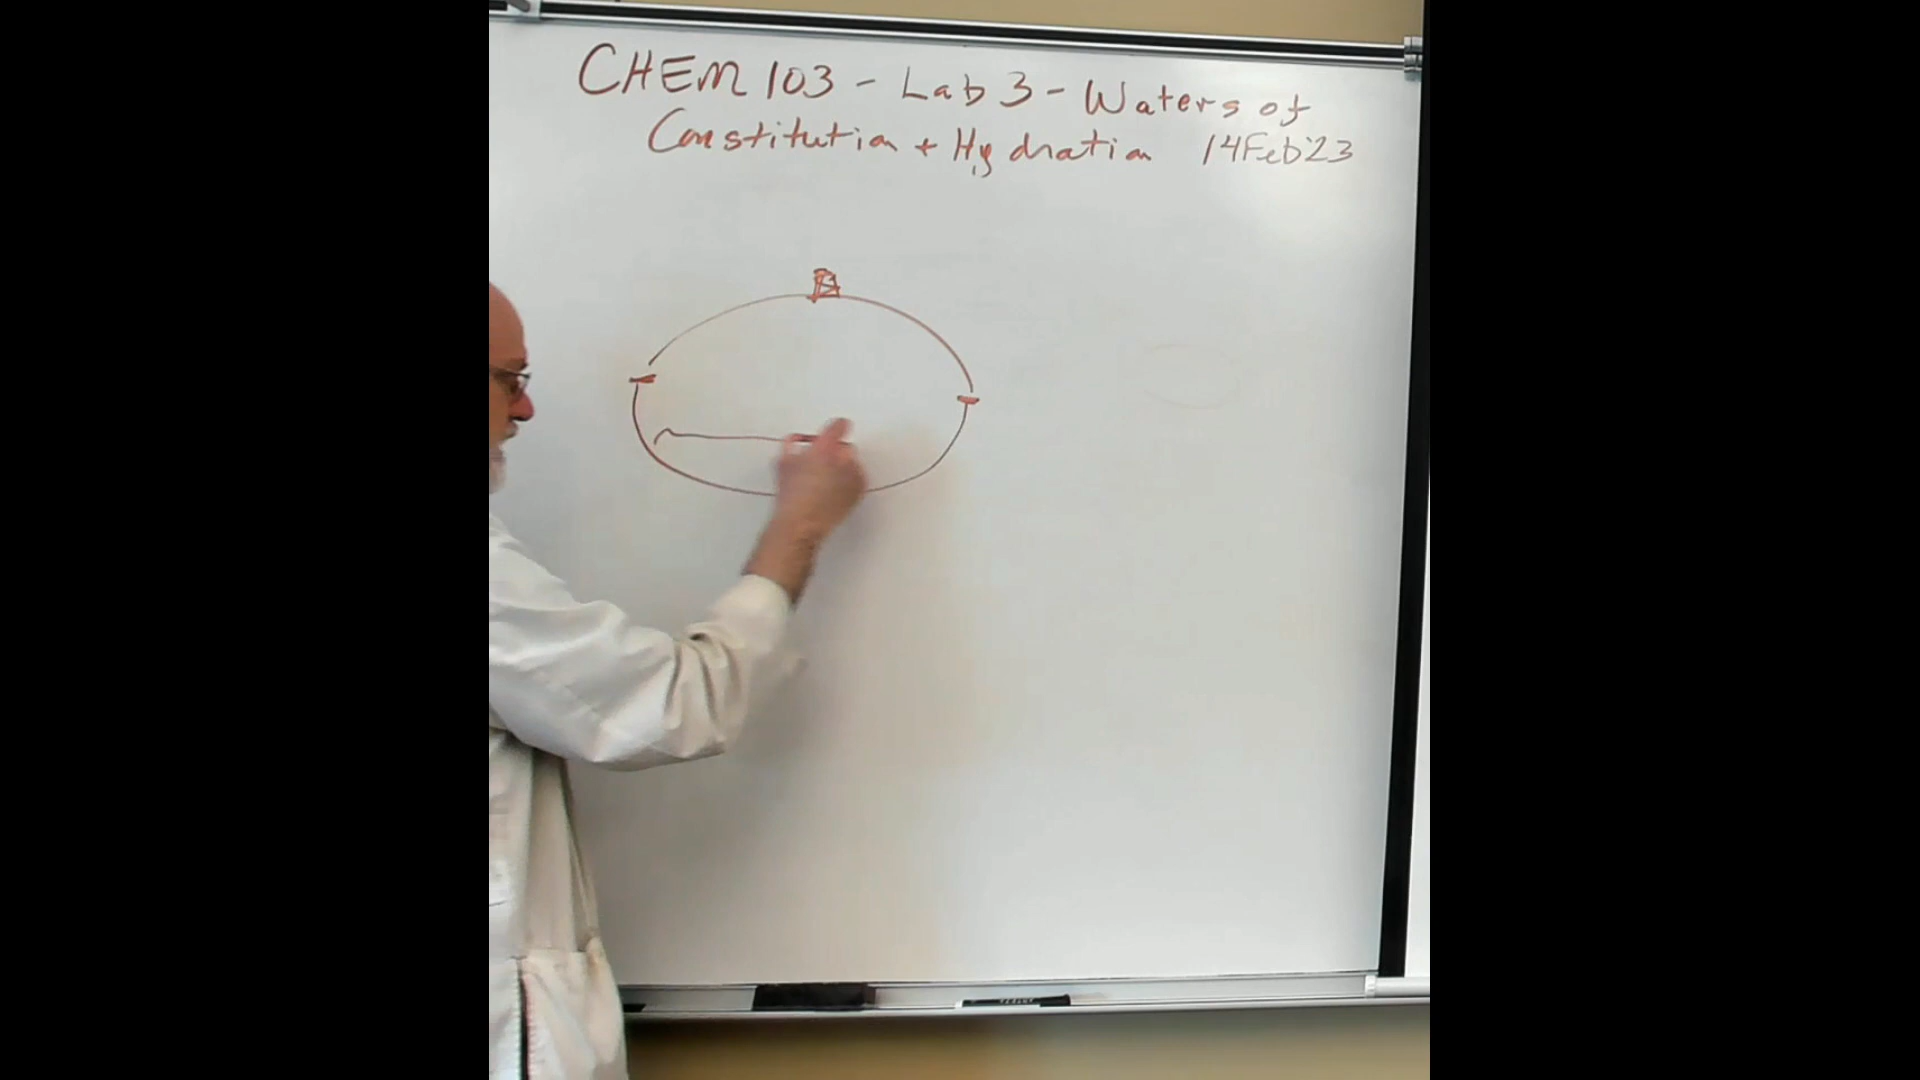 CHEM 103 - Lab 3 - Waters of
Constitution + Hydration 14Feb'23